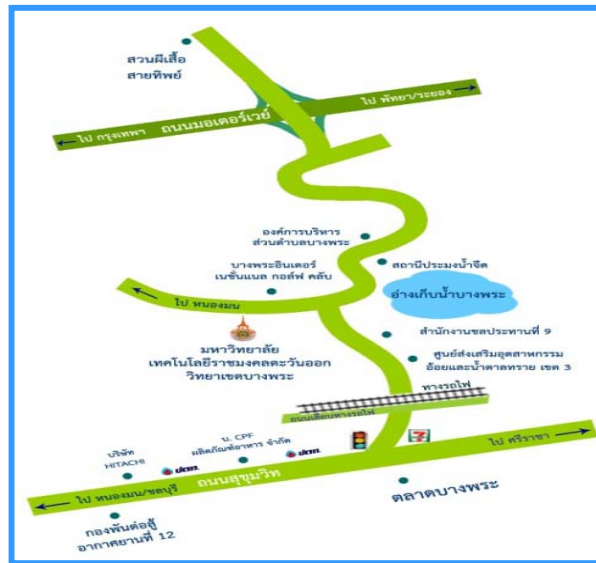 สวนผีเสื้อ
สายทิพย์
ไป พัทยา/ระยอง
ไป กรุงเทพฯ
ถนนมอเตอร์เวย์
องค์การบริหาร
ส่วนตำบลบางพระ
บางพระอินเตอร์
เนชั่นแนล กอล์ฟ คลับ
สถานีประมงน้ำจืด
อ่างเก็บน้ำบางพระ
ไป หนองมน
มหาวิทยาลัย
เทคโนโลยีราชมงคลตะวันออก
วิทยาเขตบางพระ
สำนักงานชลประทานที่ 9
ศูนย์ส่งเสริมอุตสาหกรรม
อ้อยและน้ำตาลทราย เขต 3
ทางรถไฟ
ถนนเลียบทางรถไฟ
บริษัท
HITACHI
ปตท.
บ. CPF
ผลิตภัณฑ์อาหาร จำกัด
ปตท.
7
ไป ศรีราชา
ถนนสุขุมวิท
ไป หนองมน/ชลบุรี
ตลาดบางพระ
กองพันต่อสู้
อากาศยานที่ 12